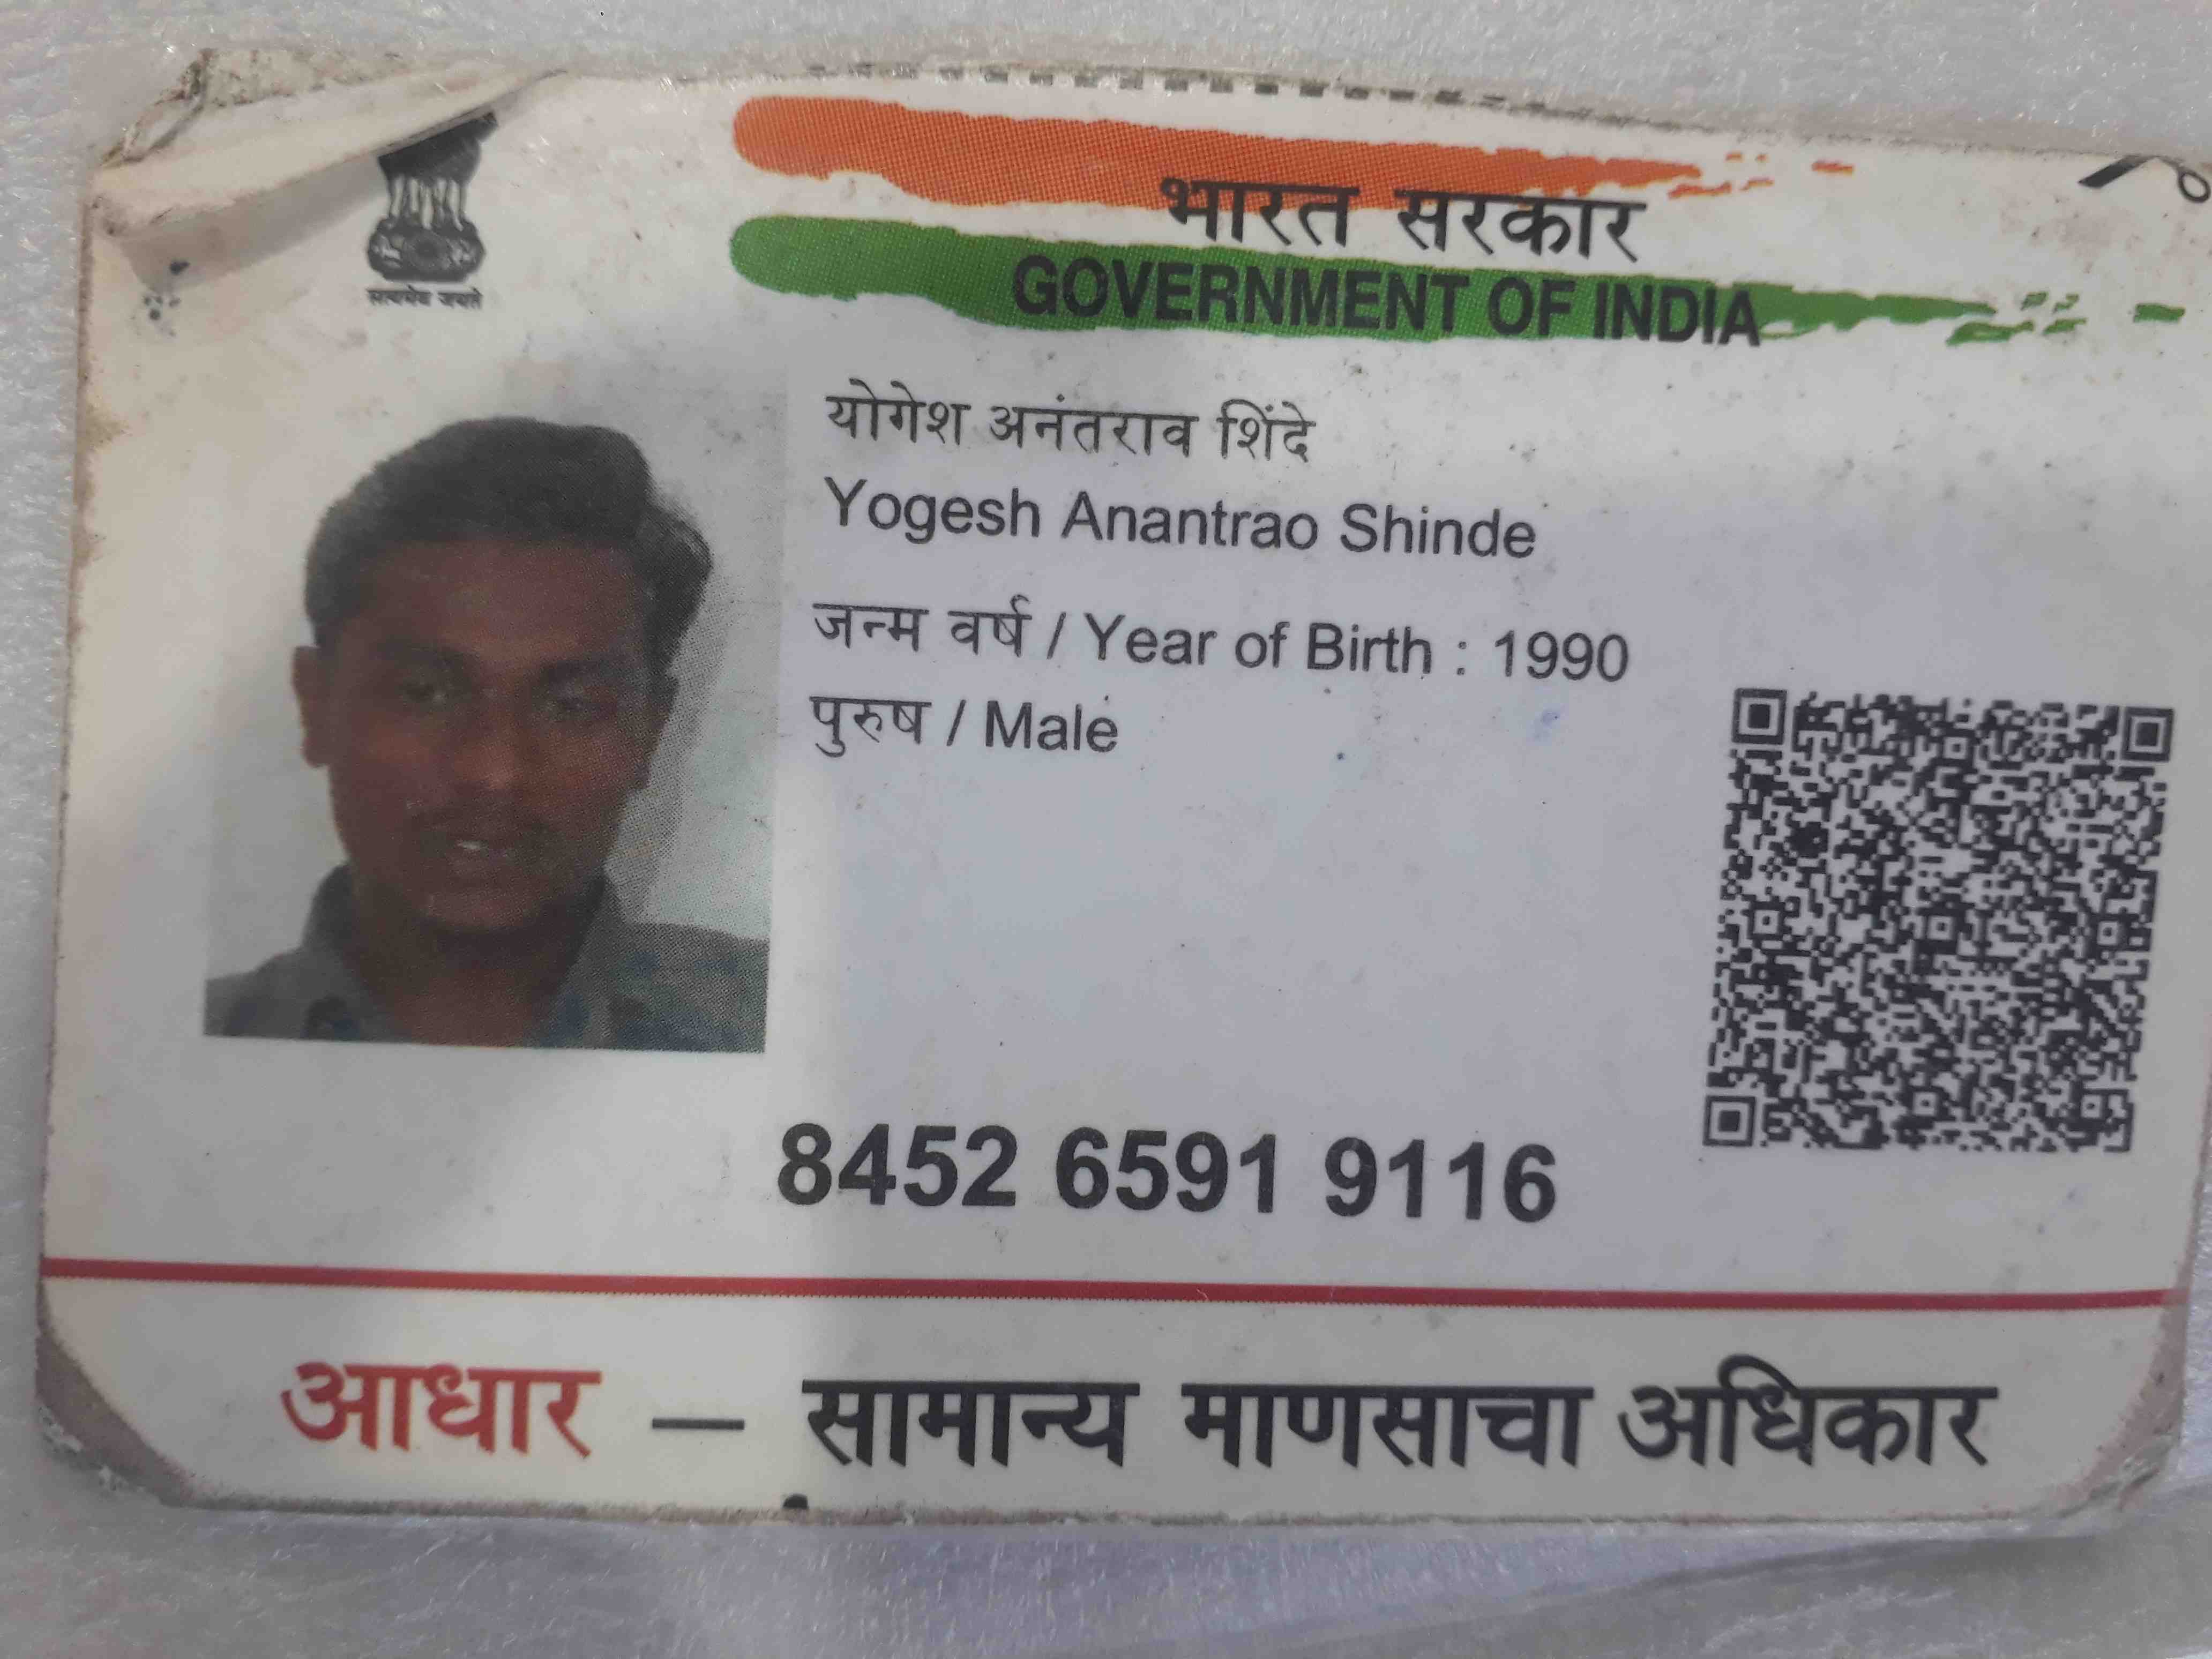 भारत सरकार
GOVERNMENT OF INDIA
सत्यमेव जयते
योगेश अनंतराव शिंदे
Yogesh Anantrao Shinde
जन्म वर्ष / Year of Birth : 1990
पुरुष / Male
8452 6591 9116
आधार — सामान्य माणसाचा अधिकार